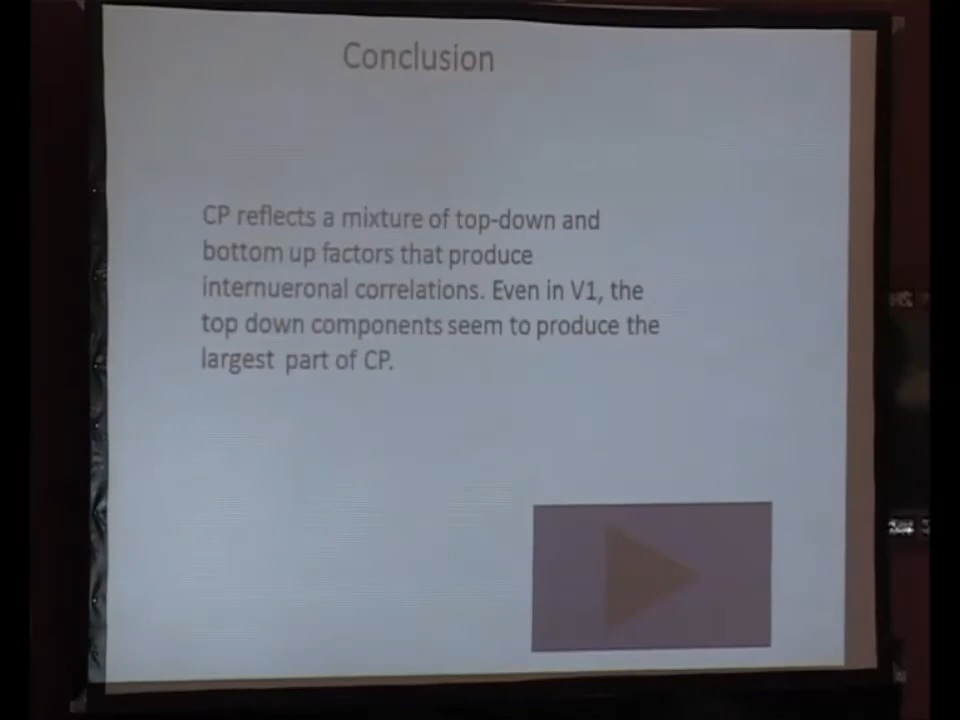 Conclusion
CP reflects a mixture of top-down and
bottom up factors that produce
internueronal correlations. Even in V1, the
top down components seem to produce the
largest part of CP.